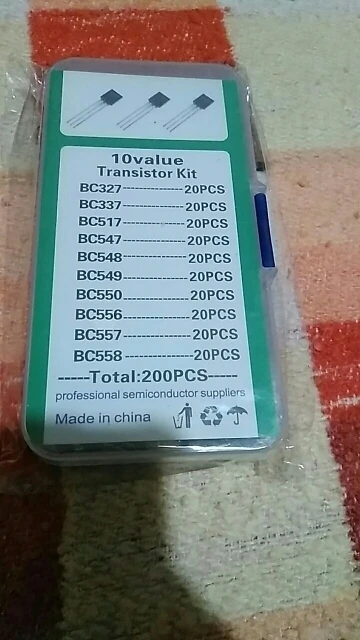 10value
Transistor Kit
BC327---------------20PCS
BC337---------------20PCS
BC517---------------20PCS
BC547---------------20PCS
BC548---------------20PCS
BC549---------------20PCS
BC550---------------20PCS
BC556---------------20PCS
BC557---------------20PCS
BC558---------------20PCS
-----Total:200PCS-----
professional semiconductor suppliers
Made in china